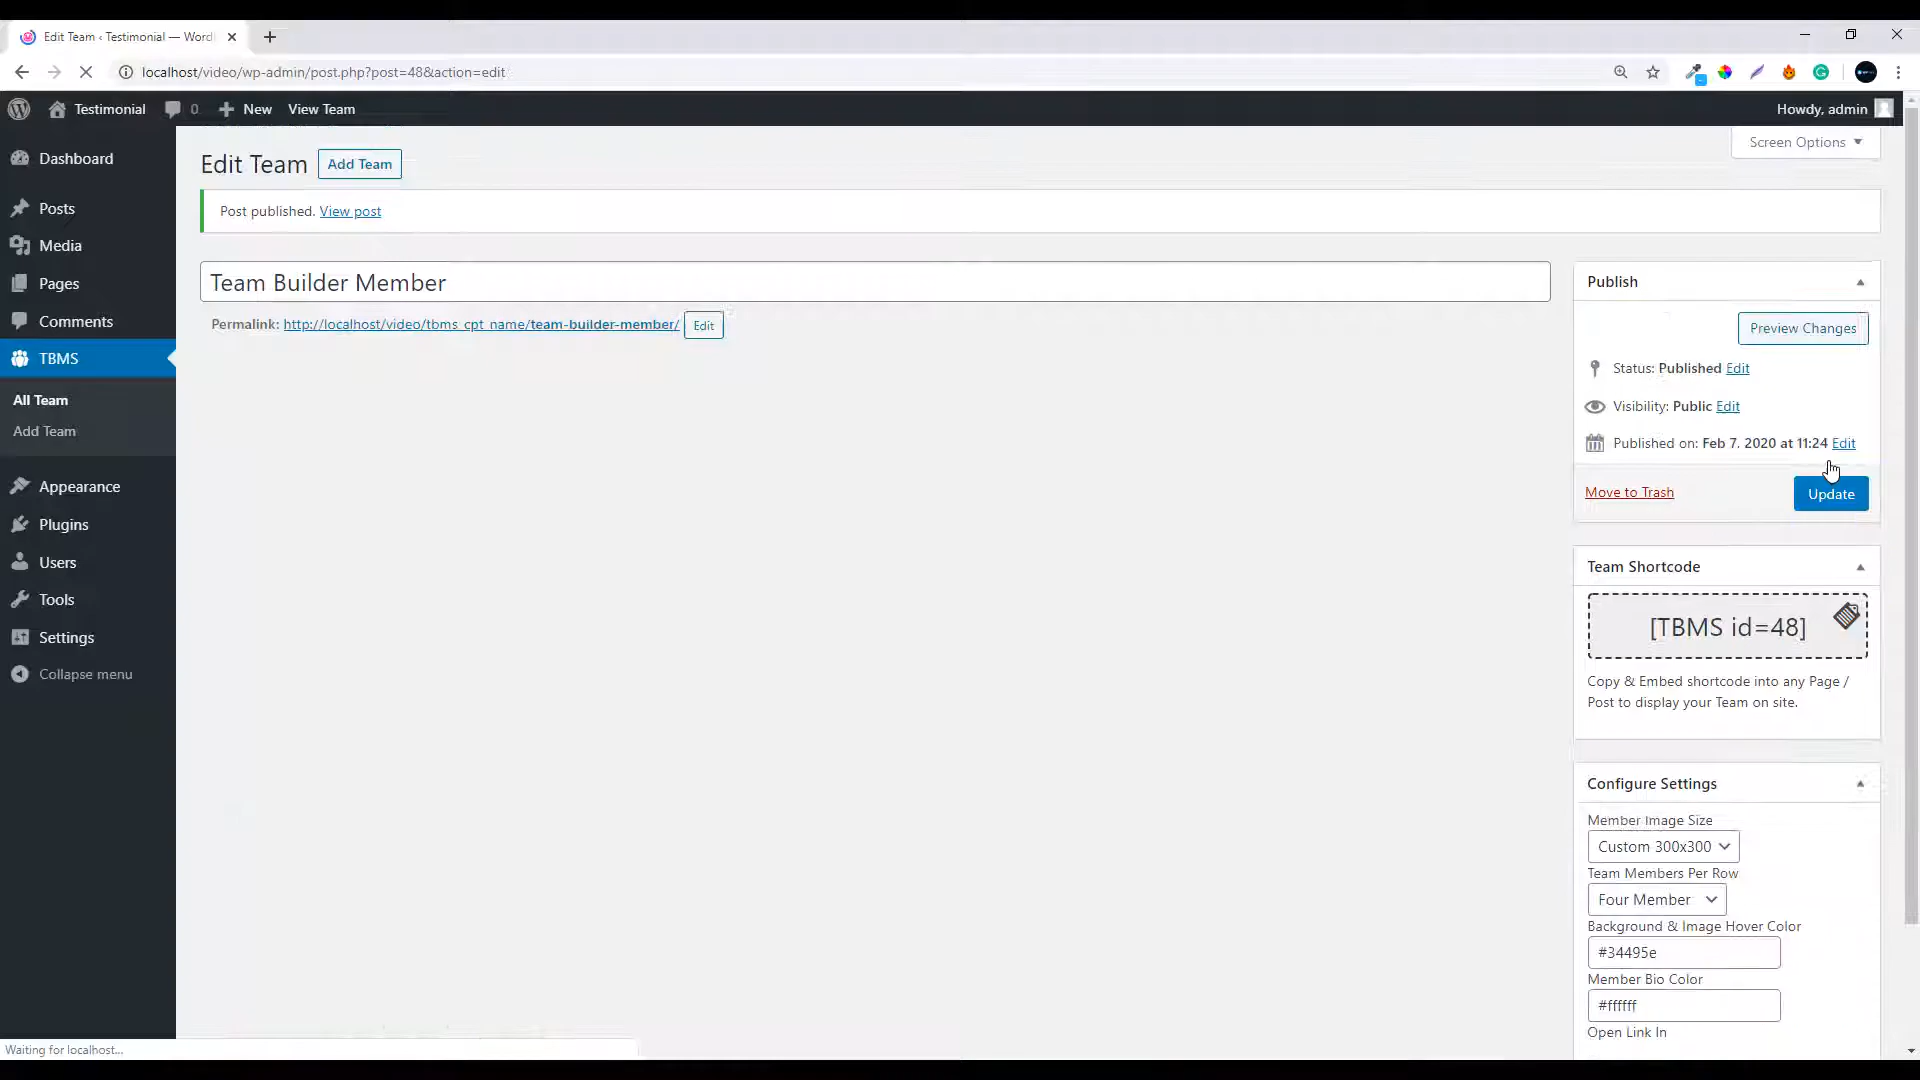 Edit Team ‹ Testimonial — Word
localhost/video/wp-admin/post.php?post=48&action=edit
Testimonial
0
New
View Team
Howdy, admin
Screen Options
Dashboard
Posts
Media
Pages
Comments
TBMS
All Team
Add Team
Appearance
Plugins
Users
Tools
Settings
Collapse menu
Edit Team
Add Team
Post published. View post
Team Builder Member
Permalink: http://localhost/video/tbms_cpt_name/team-builder-member/ Edit
Publish
Preview Changes
Status: Published Edit
Visibility: Public Edit
Published on: Feb 7, 2020 at 11:24 Edit
Move to Trash
Update
Team Shortcode
[TBMS id=48]
Copy & Embed shortcode into any Page /
Post to display your Team on site.
Configure Settings
Member Image Size
Custom 300x300
Team Members Per Row
Four Member
Background & Image Hover Color
#34495e
Member Bio Color
#ffffff
Open Link In
Waiting for localhost...